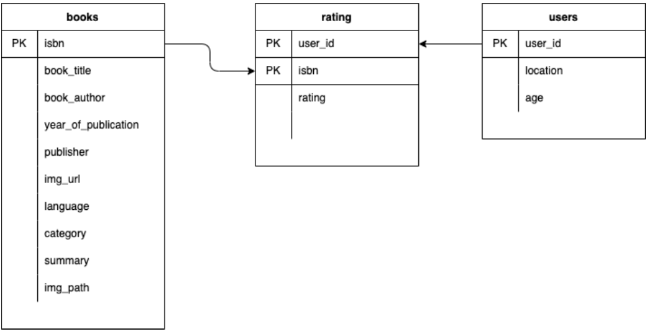 books
PK isbn
book_title
book_author
year_of_publication
publisher
img_url
language
category
summary
img_path
rating
PK user_id
PK isbn
rating
users
PK user_id
location
age